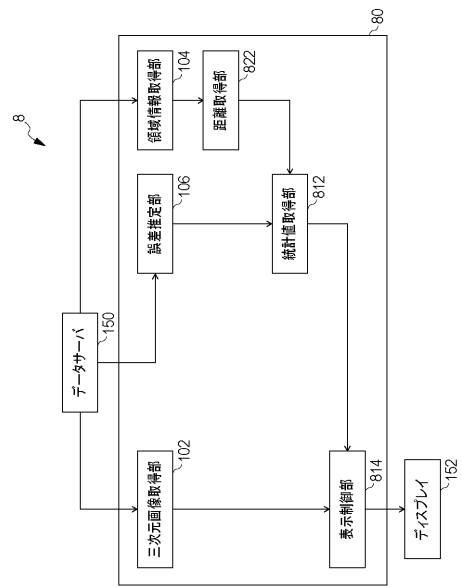 8
データサーバ
150
三次元画像取得部
102
誤差推定部
106
領域情報取得部
104
距離取得部
822
統計値取得部
812
表示制御部
814
80
ディスプレイ
152